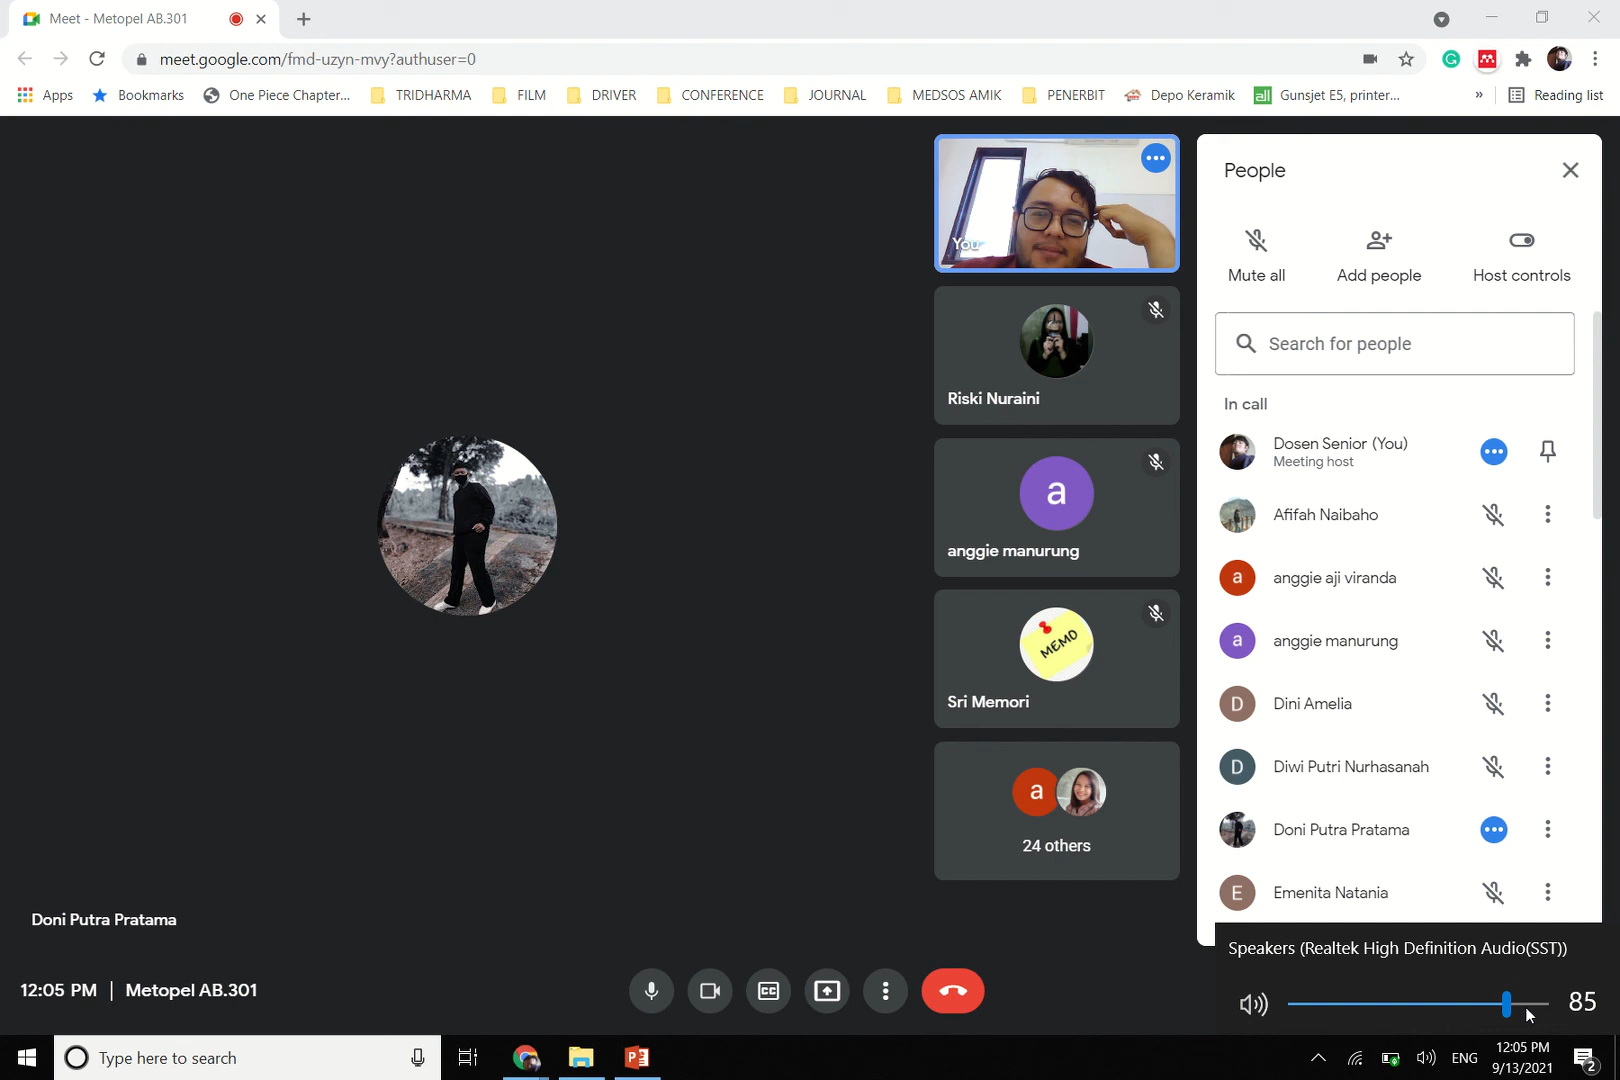 Meet - Metopel AB.301
meet.google.com/fmd-uzyn-mvy?authuser=0
Apps Bookmarks One Piece Chapter... TRIDHARMA FILM DRIVER CONFERENCE JOURNAL MEDSOS AMIK PENERBIT Depo Keramik all Gunsjet E5, printer... » Reading list
You
Riski Nuraini
a
anggie manurung
MEMO
Sri Memori
a
24 others
Doni Putra Pratama
12:05 PM | Metopel AB.301
CC
People
Mute all Add people Host controls
Search for people
In call
Dosen Senior (You)
Meeting host
Afifah Naibaho
a anggie aji viranda
a anggie manurung
D Dini Amelia
D Diwi Putri Nurhasanah
Doni Putra Pratama
E Emenita Natania
Speakers (Realtek High Definition Audio(SST))
85
Type here to search
P
ENG
12:05 PM
9/13/2021
2